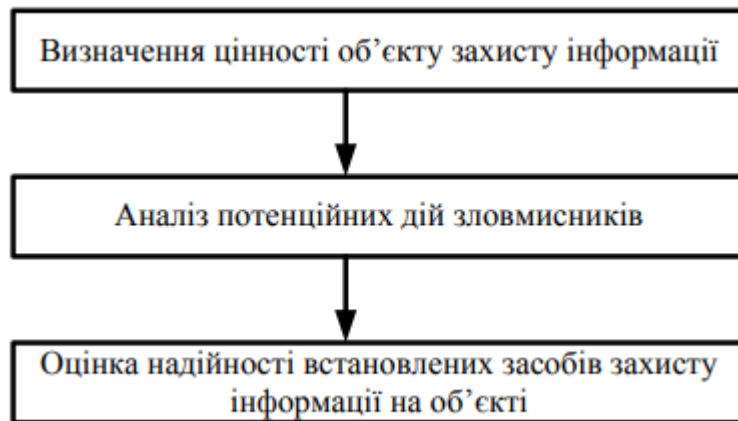 Визначення цінності об’єкту захисту інформації
Аналіз потенційних дій зловмисників
Оцінка надійності встановлених засобів захисту
інформації на об’єкті